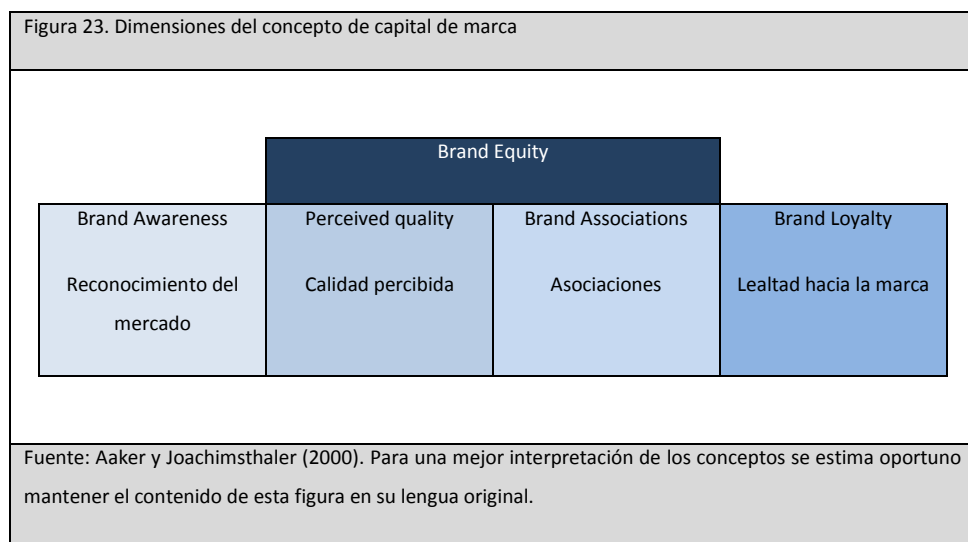 Figura 23. Dimensiones del concepto de capital de marca
Brand Equity
Brand Awareness
Reconocimiento del
mercado
Perceived quality
Calidad percibida
Brand Associations
Asociaciones
Brand Loyalty
Lealtad hacia la marca
Fuente: Aaker y Joachimsthaler (2000). Para una mejor interpretación de los conceptos se estima oportuno
mantener el contenido de esta figura en su lengua original.